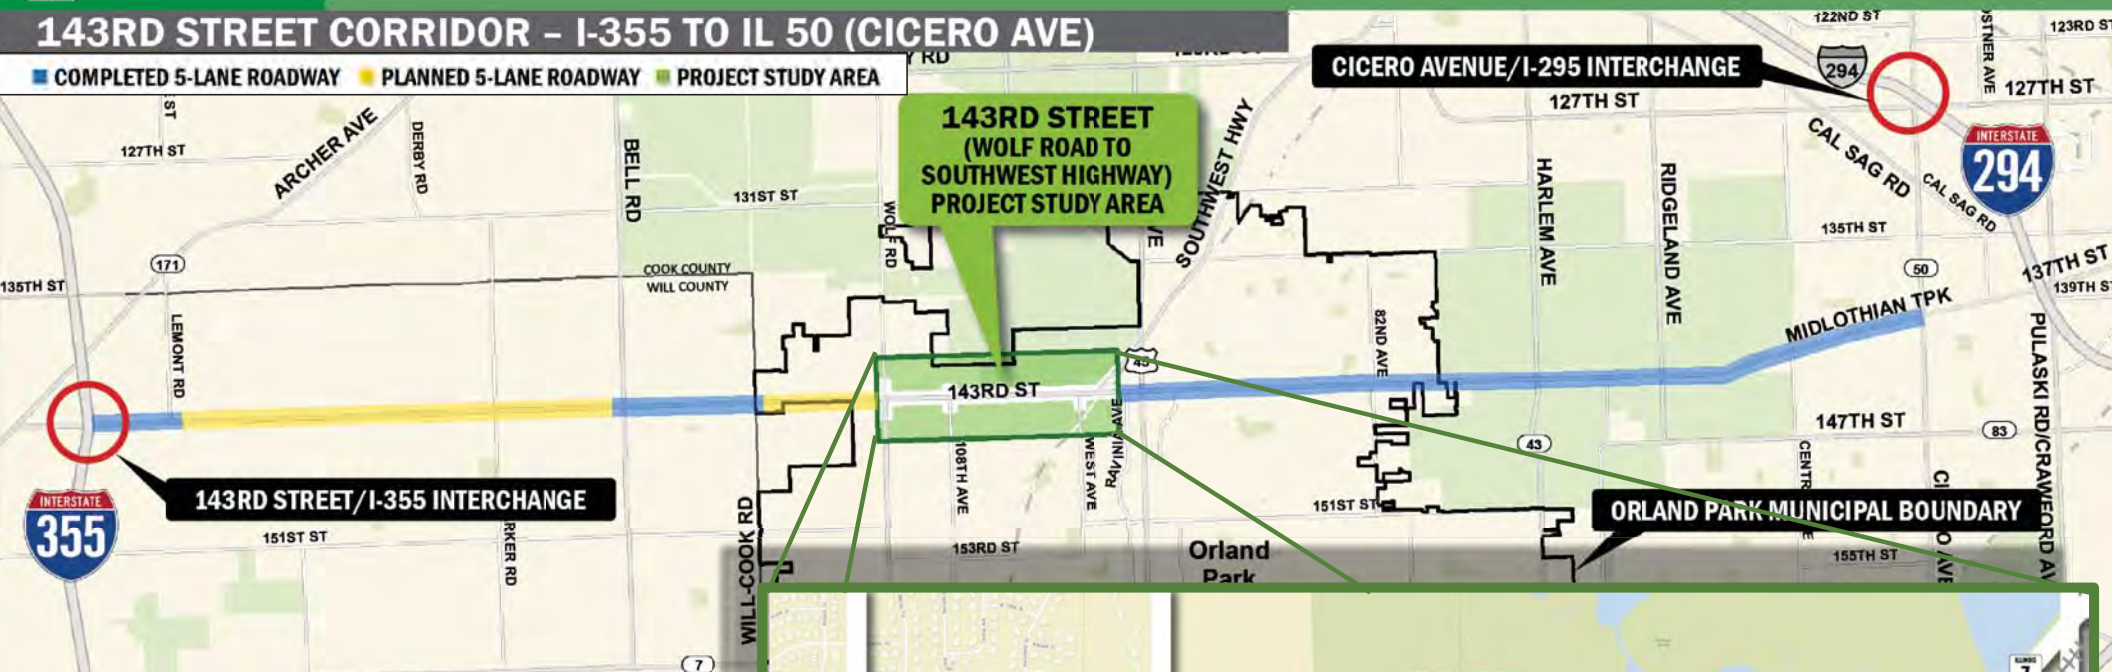 143RD STREET CORRIDOR – I-355 TO IL 50 (CICERO AVE)
COMPLETED 5-LANE ROADWAY PLANNED 5-LANE ROADWAY PROJECT STUDY AREA
RD
122ND ST
123RD ST
CICERO AVENUE/I-295 INTERCHANGE
294
127TH ST
127TH ST
143RD STREET
(WOLF ROAD TO
SOUTHWEST HIGHWAY)
PROJECT STUDY AREA
ARCHER AVE
DERBY RD
127TH ST
BELL RD
131ST ST
WOLF RD
SOUTHWEST HWY
HARLEM AVE
RIDGELAND AVE
CAL SAG RD
CAL SAG RD
INTERSTATE
294
135TH ST
171
COOK COUNTY
WILL COUNTY
135TH ST
50
137TH ST
139TH S
LEMONT RD
82ND AVE
MIDLOTHIAN TPK
PULASKI RD/CRAWFORD AV
45
143RD ST
147TH ST
83
43
108TH AVE
WEST AVE
RAVINIA AVE
143RD STREET/I-355 INTERCHANGE
INTERSTATE
355
151ST ST
WILL-COOK RD
153RD ST
151ST ST
Orland
Park
ORLAND PARK MUNICIPAL BOUNDARY
155TH ST
7
ILLINOIS
7